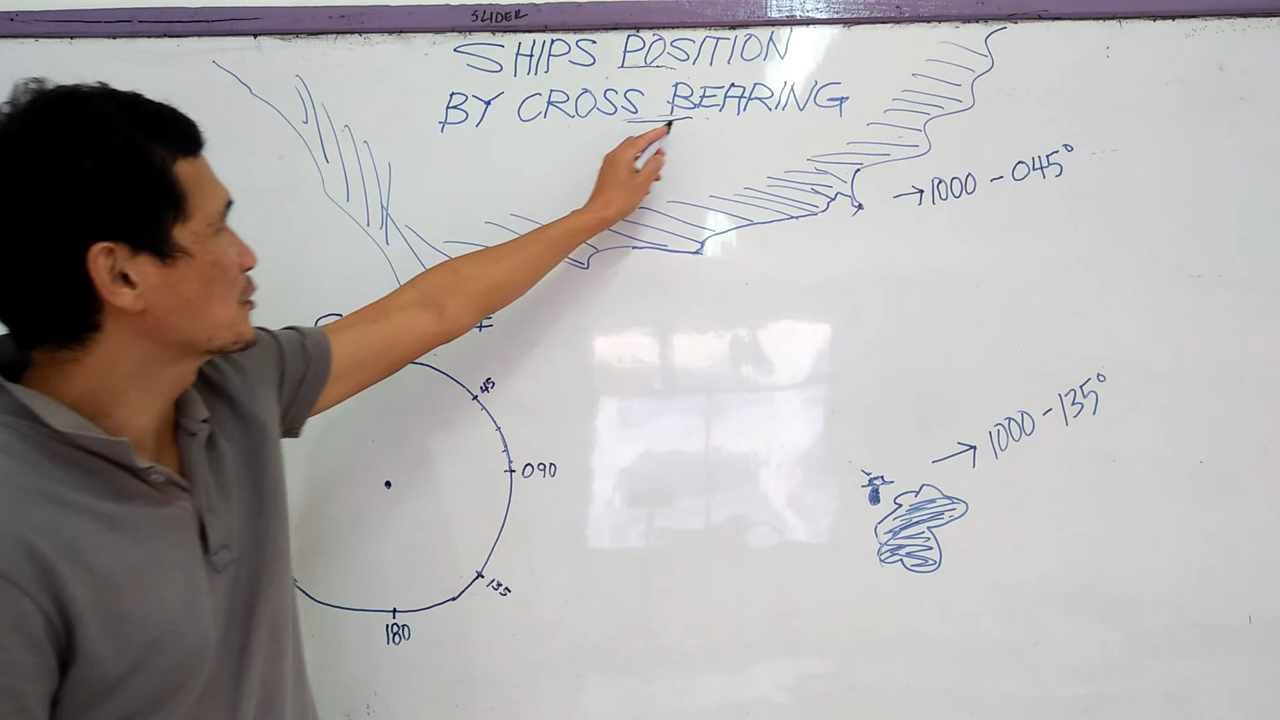 SLIDER
SHIPS POSITION
BY CROSS BEARING
→1000 - 045°
45
090
→ 1000 - 135°
135
180